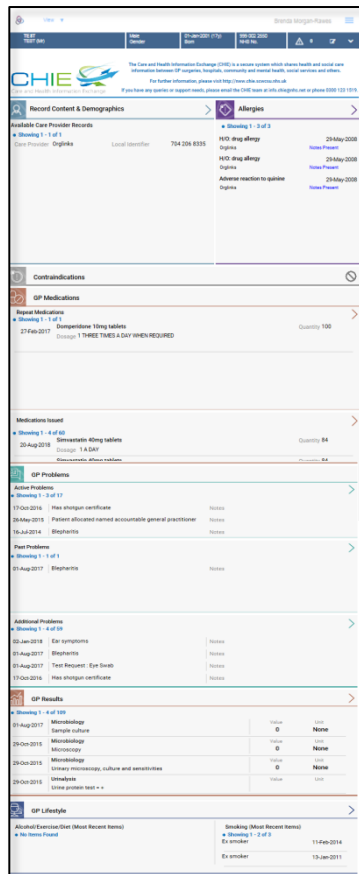 View
Brenda Morgan-Rawes
TEST
TEST (Mr)
Male
Gender
01-Jan-2001 (17y)
Born
999 002 2000
NHS No.
CHIE
Care and Health Information Exchange
The Care and Health Information Exchange (CHIE) is a secure system which shares health and social care
information between GP surgeries, hospitals, community and mental health, social services and others.
For further information, please visit http://new.chie.sescsu.nhs.uk
If you have any queries or support needs, please email the CHIE team at info.chie@nhs.net or phone 0300 123 1519
Record Content & Demographics
Available Care Provider Records
Showing 1 - 1 of 1
Care Provider Orglinks Local Identifier 704 206 8335
Allergies
Showing 1 - 3 of 3
H/O: drug allergy 29-May-2008
Orglinks Notes Present
H/O: drug allergy 29-May-2008
Orglinks Notes Present
Adverse reaction to quinine 29-May-2008
Orglinks Notes Present
Contraindications
GP Medications
Repeat Medications
Showing 1 - 1 of 1
27-Feb-2017 Domperidone 10mg tablets Quantity 100
Dosage 1 THREE TIMES A DAY WHEN REQUIRED
Medications Issued
Showing 1 - 4 of 60
20-Aug-2018 Simvastatin 40mg tablets Quantity 84
Dosage 1 A DAY
Simvastatin 40mg tablets Quantity 84
GP Problems
Active Problems
Showing 1 - 3 of 17
17-Oct-2016 Has shotgun certificate Notes
26-May-2015 Patient allocated named accountable general practitioner Notes
16-Jul-2014 Blepharitis Notes
Past Problems
Showing 1 - 1 of 1
01-Aug-2017 Blepharitis Notes
Additional Problems
Showing 1 - 4 of 59
02-Jan-2018 Ear symptoms Notes
01-Aug-2017 Blepharitis Notes
01-Aug-2017 Test Request : Eye Swab Notes
17-Oct-2016 Has shotgun certificate Notes
GP Results
Showing 1 - 4 of 109
01-Aug-2017 Microbiology Value Unit
Sample culture 0 None
29-Oct-2015 Microbiology Value Unit
Microscopy 0 None
29-Oct-2015 Microbiology Value Unit
Urinary microscopy, culture and sensitivities 0 None
29-Oct-2015 Urinalysis Value Unit
Urine protein test = +
GP Lifestyle
Alcohol/Exercise/Diet (Most Recent Items)
No Items Found
Smoking (Most Recent Items)
Showing 1 - 2 of 3
Ex smoker 11-Feb-2014
Ex smoker 13-Jan-2011